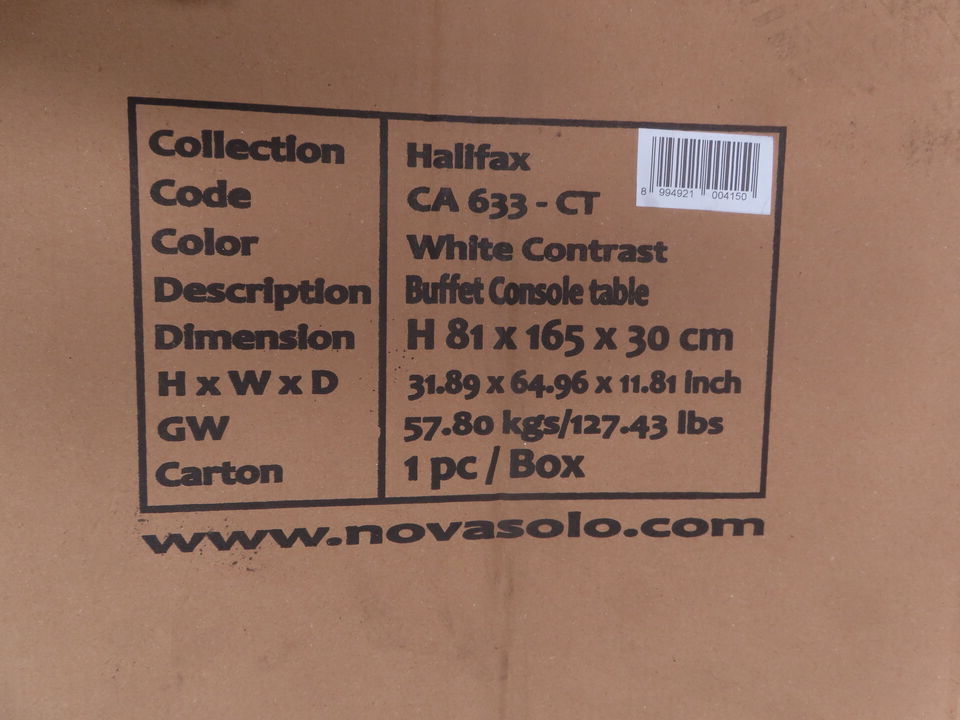 Collection Halifax
Code CA 633 - CT
Color White Contrast
Description Buffet Console table
Dimension H 81 x 165 x 30 cm
H x W x D 31.89 x 64.96 x 11.81 inch
GW 57.80 kgs/127.43 lbs
Carton 1 pc / Box
8 994921 004150
www.novasolo.com